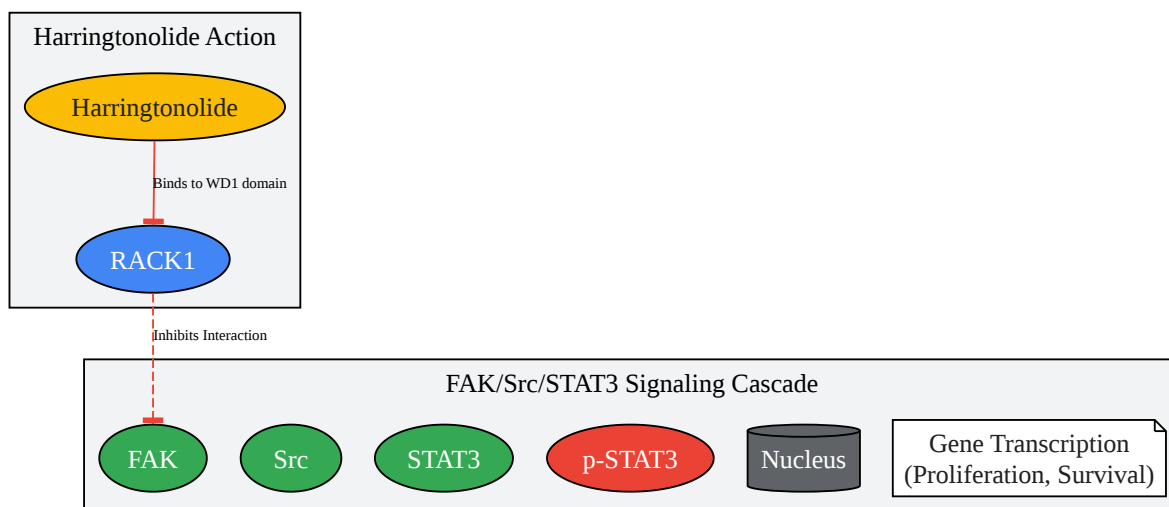 Harringtonolide Action
Harringtonolide
Binds to WD1 domain
RACK1
Inhibits Interaction
FAK/Src/STAT3 Signaling Cascade
FAK
Src
STAT3
p-STAT3
Nucleus
Gene Transcription
(Proliferation, Survival)